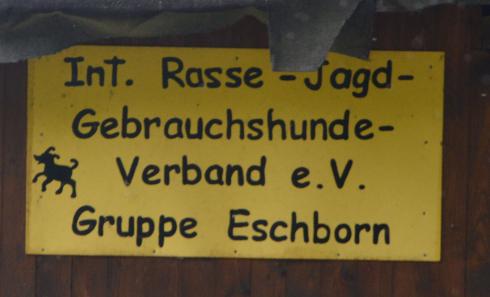 Int. Rasse-Jagd-
Gebrauchshunde-
Verband e.V.
Gruppe Eschborn